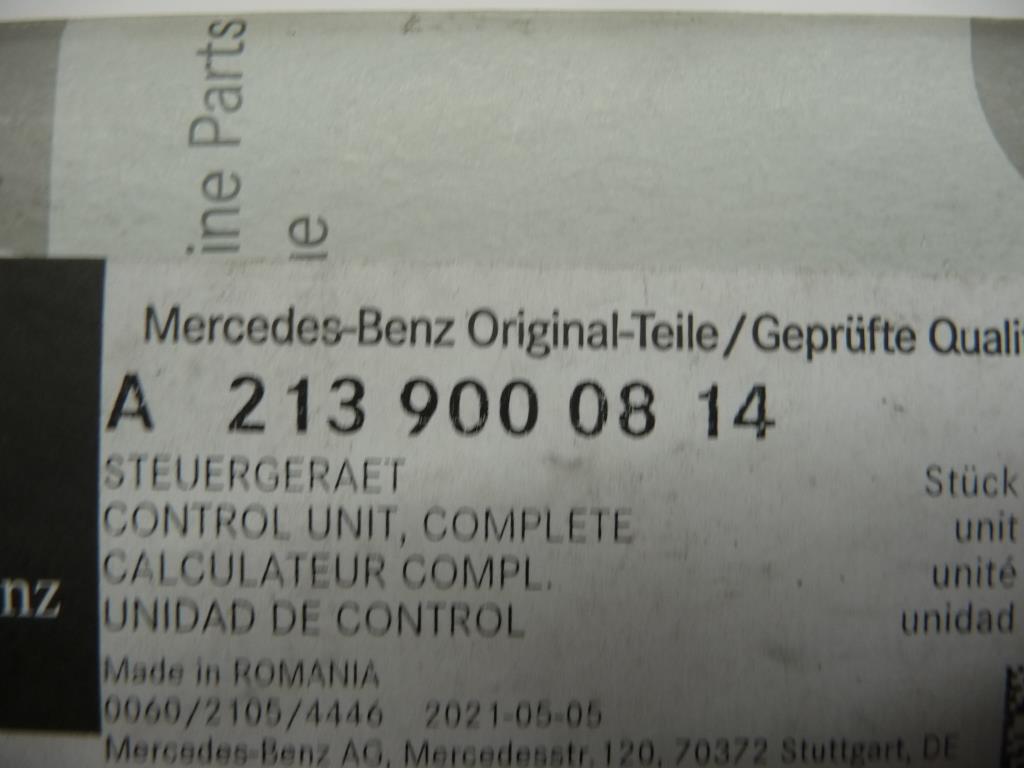 ine Parts
ie
Mercedes-Benz Original-Teile/Geprüfte Quali
A 213 900 08 14
STEUERGERAET Stück
CONTROL UNIT, COMPLETE unit
CALCULATEUR COMPL. unité
UNIDAD DE CONTROL unidad
nz
Made in ROMANIA
0060/2105/4446 2021-05-05
Mercedes-Benz AG, Mercedesstr.120, 70372 Stuttgart, DE